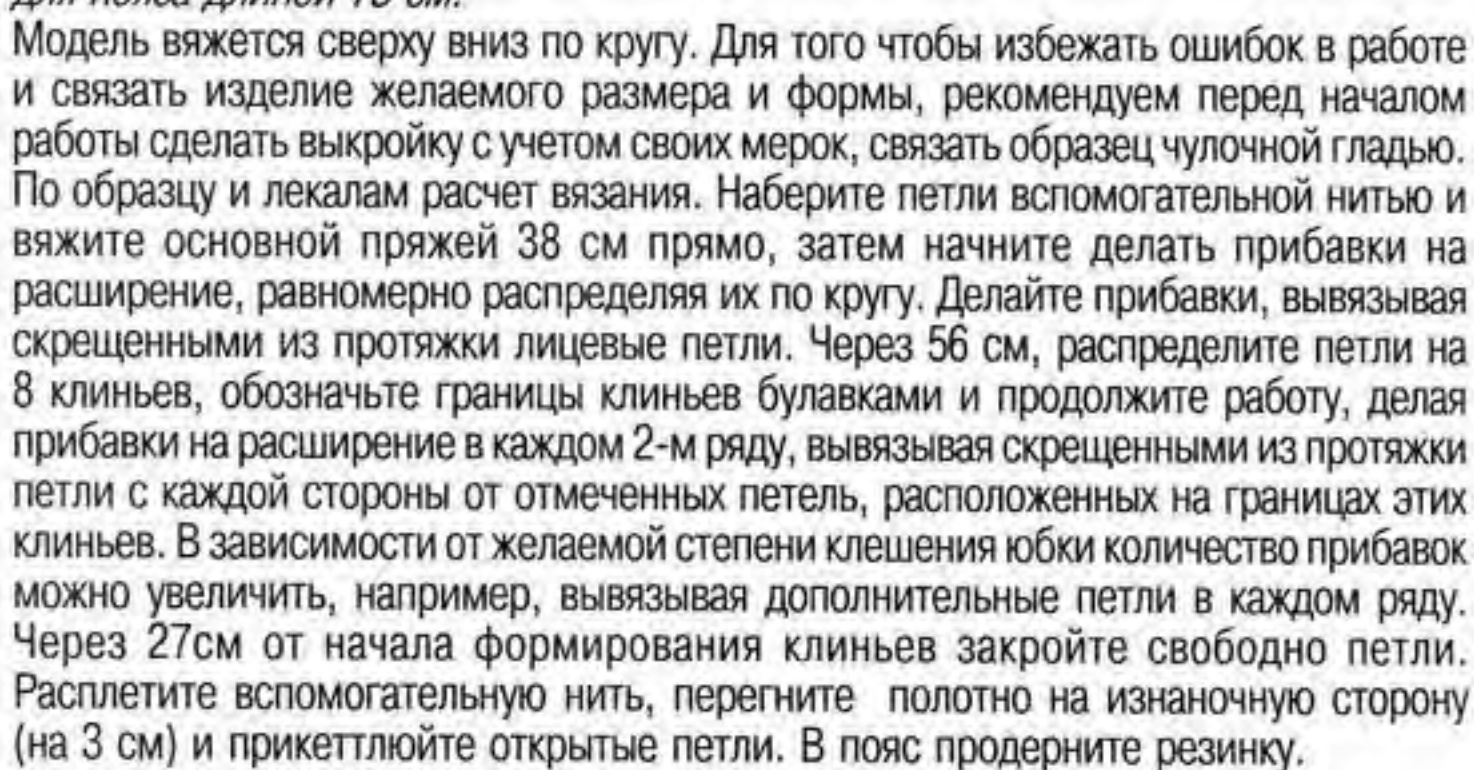 для пояса длиной 75 см.
Модель вяжется сверху вниз по кругу. Для того чтобы избежать ошибок в работе
и связать изделие желаемого размера и формы, рекомендуем перед началом
работы сделать выкройку с учетом своих мерок, связать образец чулочной гладью.
По образцу и лекалам расчет вязания. Наберите петли вспомогательной нитью и
вяжите основной пряжей 38 см прямо, затем начните делать прибавки на
расширение, равномерно распределяя их по кругу. Делайте прибавки, вывязывая
скрещенными из протяжки лицевые петли. Через 56 см, распределите петли на
8 клиньев, обозначьте границы клиньев булавками и продолжите работу, делая
прибавки на расширение в каждом 2-м ряду, вывязывая скрещенными из протяжки
петли с каждой стороны от отмеченных петель, расположенных на границах этих
клиньев. В зависимости от желаемой степени клешения юбки количество прибавок
можно увеличить, например, вывязывая дополнительные петли в каждом ряду.
Через 27см от начала формирования клиньев закройте свободно петли.
Расплетите вспомогательную нить, перегните полотно на изнаночную сторону
(на 3 см) и прикеттлюйте открытые петли. В пояс продерните резинку.